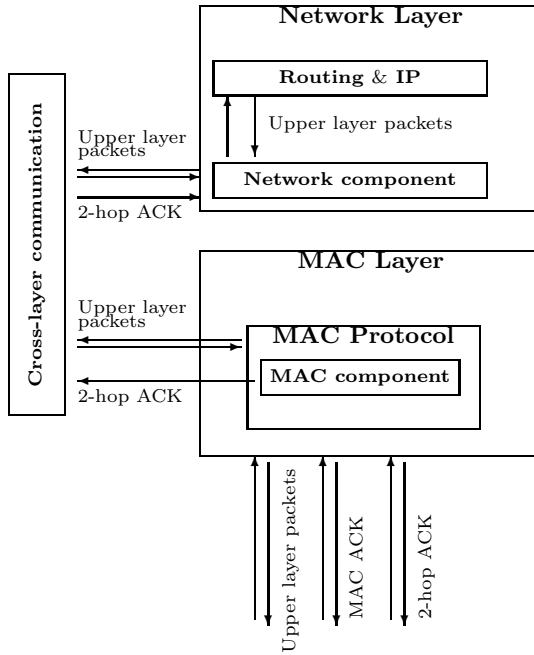 Network Layer
Routing & IP
Upper layer packets
Network component
Upper layer
packets
2-hop ACK
Cross-layer communication
MAC Layer
Upper layer
packets
MAC Protocol
MAC component
2-hop ACK
Upper layer packets
MAC ACK
2-hop ACK